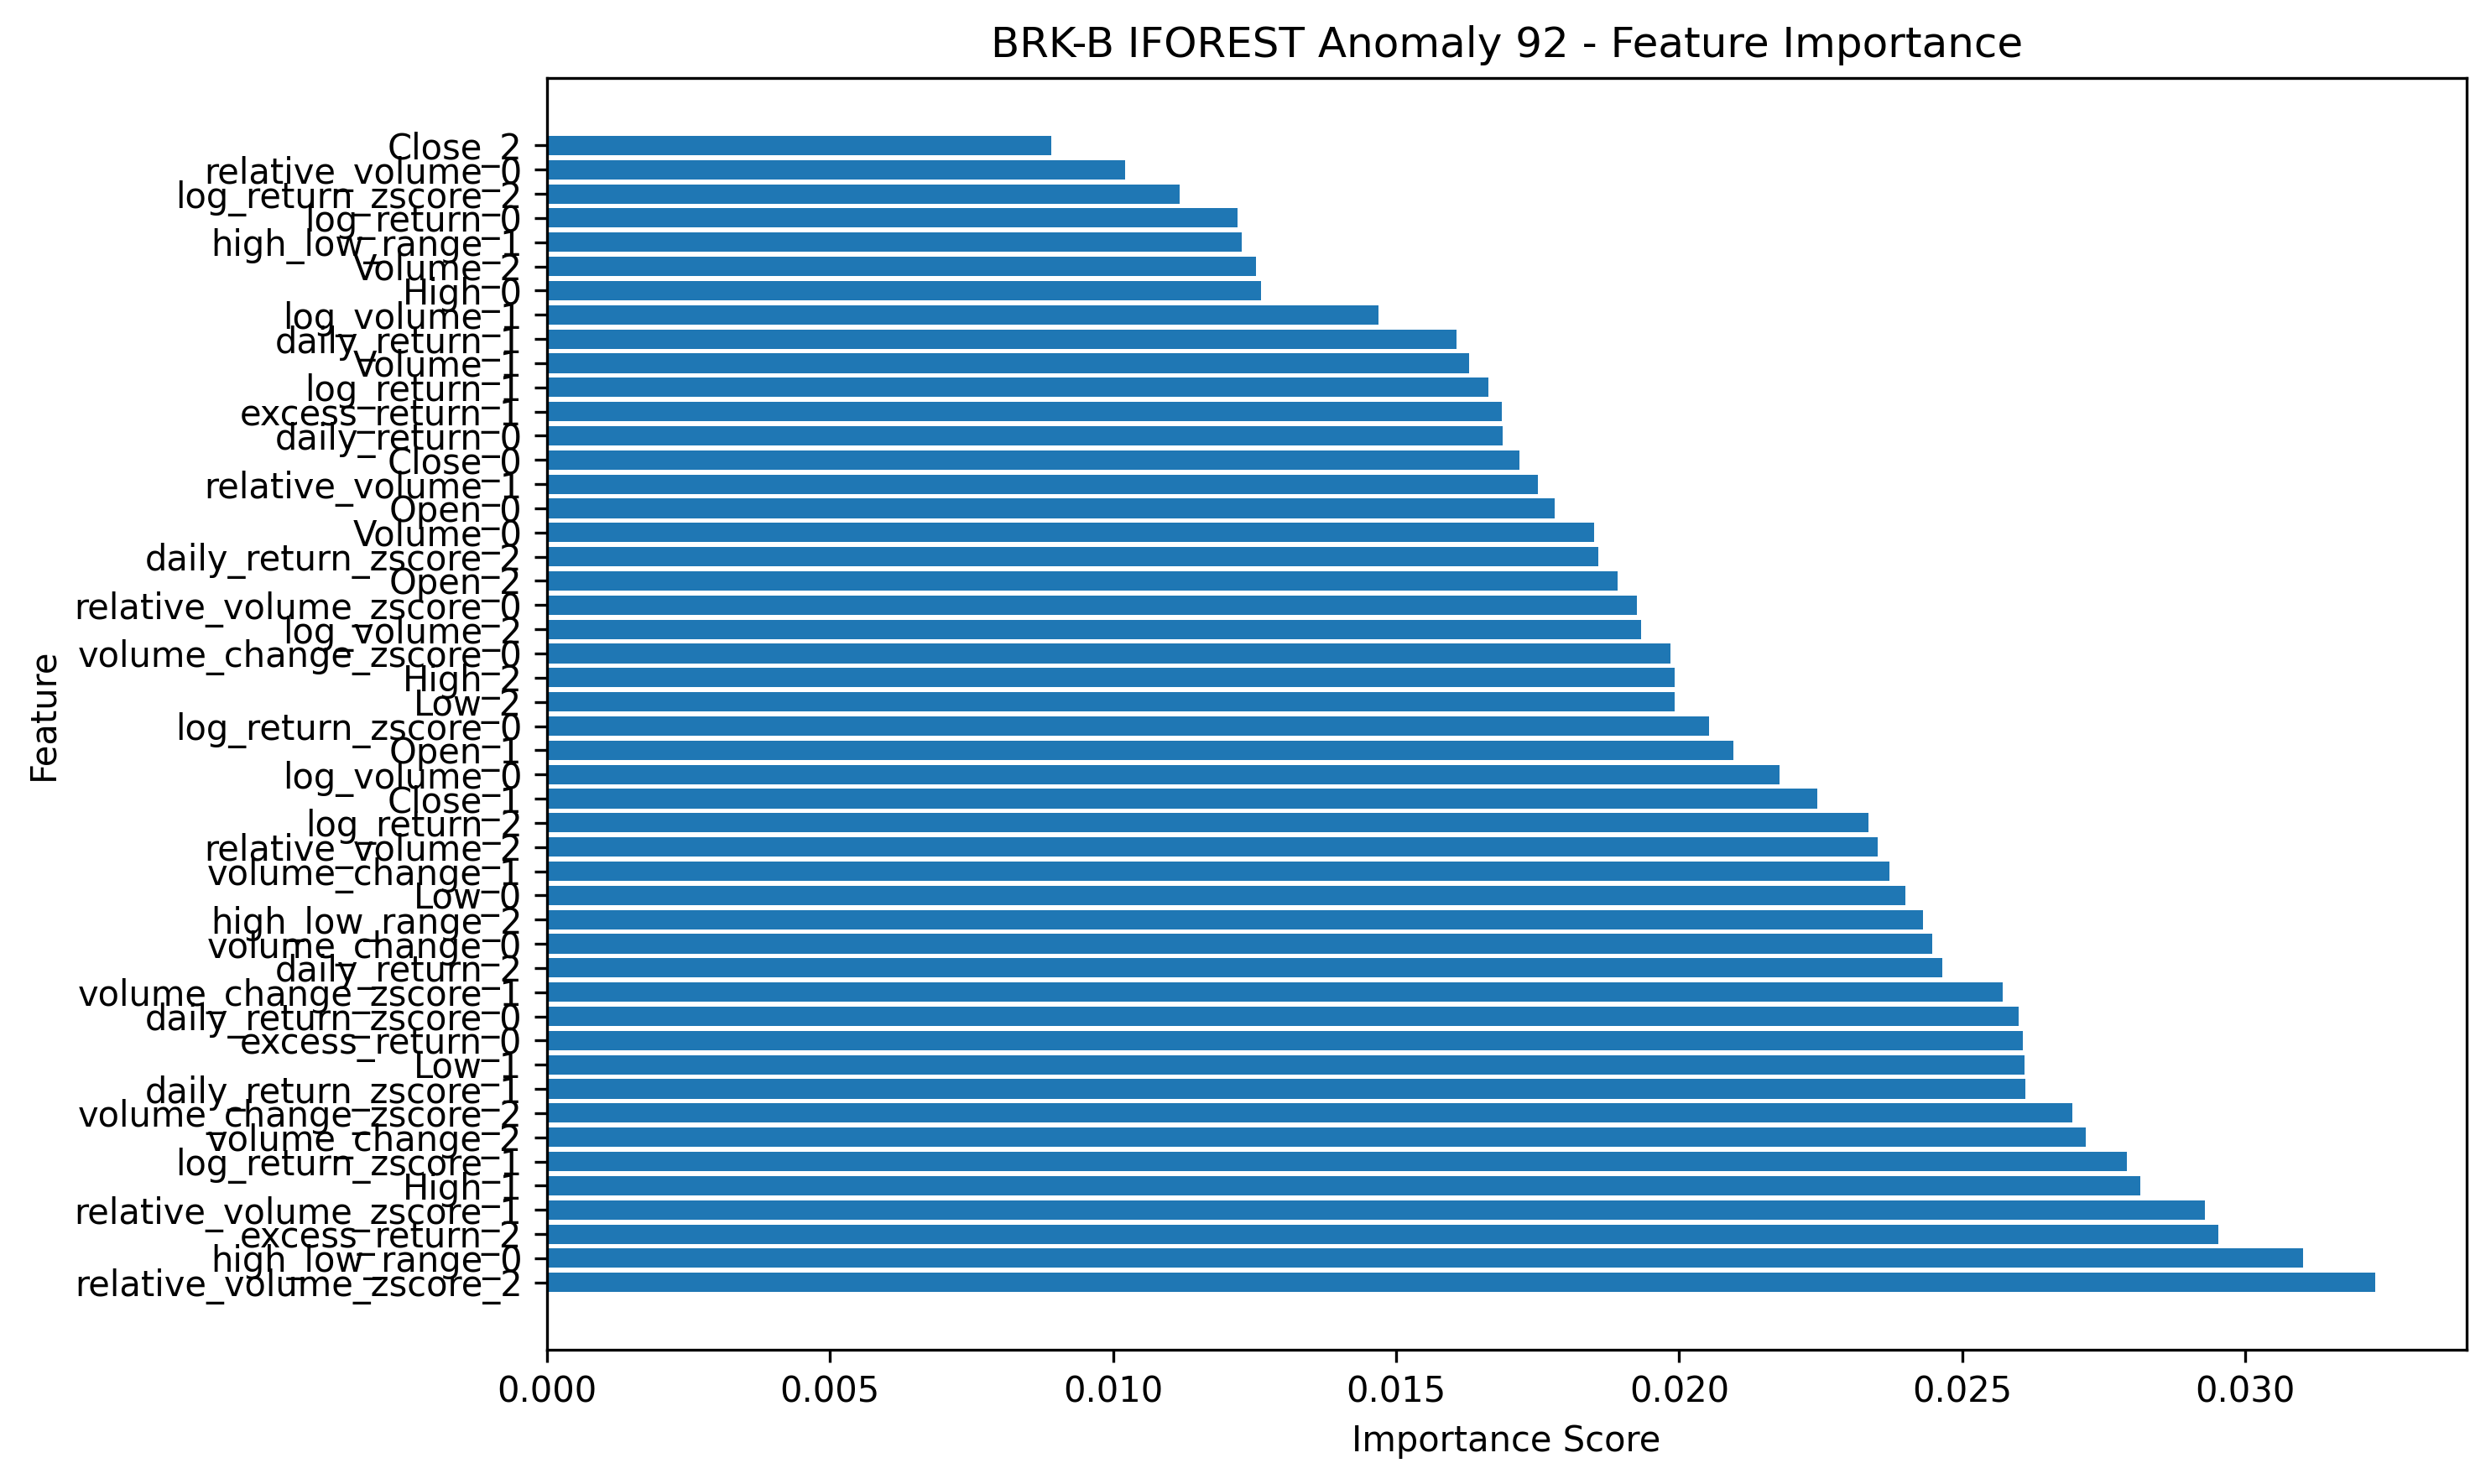 BRK-B IFOREST Anomaly 92 - Feature Importance
Close_2
relative_volume_0
log_return_zscore_2
log_return_0
high_low_range_1
Volume_2
High_0
log_volume_1
daily_return_1
Volume_1
log_return_1
excess_return_1
daily_return_0
Close_0
relative_volume_1
Open_0
Volume_0
daily_return_zscore_2
Open_2
relative_volume_zscore_0
log_volume_2
volume_change_zscore_0
High_2
Low_2
log_return_zscore_0
Open_1
log_volume_0
Close_1
log_return_2
relative_volume_2
volume_change_1
Low_0
high_low_range_2
volume_change_0
daily_return_2
volume_change_zscore_1
daily_return_zscore_0
excess_return_0
Low_1
daily_return_zscore_1
volume_change_zscore_2
volume_change_2
log_return_zscore_1
High_1
relative_volume_zscore_1
excess_return_2
high_low_range_0
relative_volume_zscore_2
Feature
0.000 0.005 0.010 0.015 0.020 0.025 0.030
Importance Score